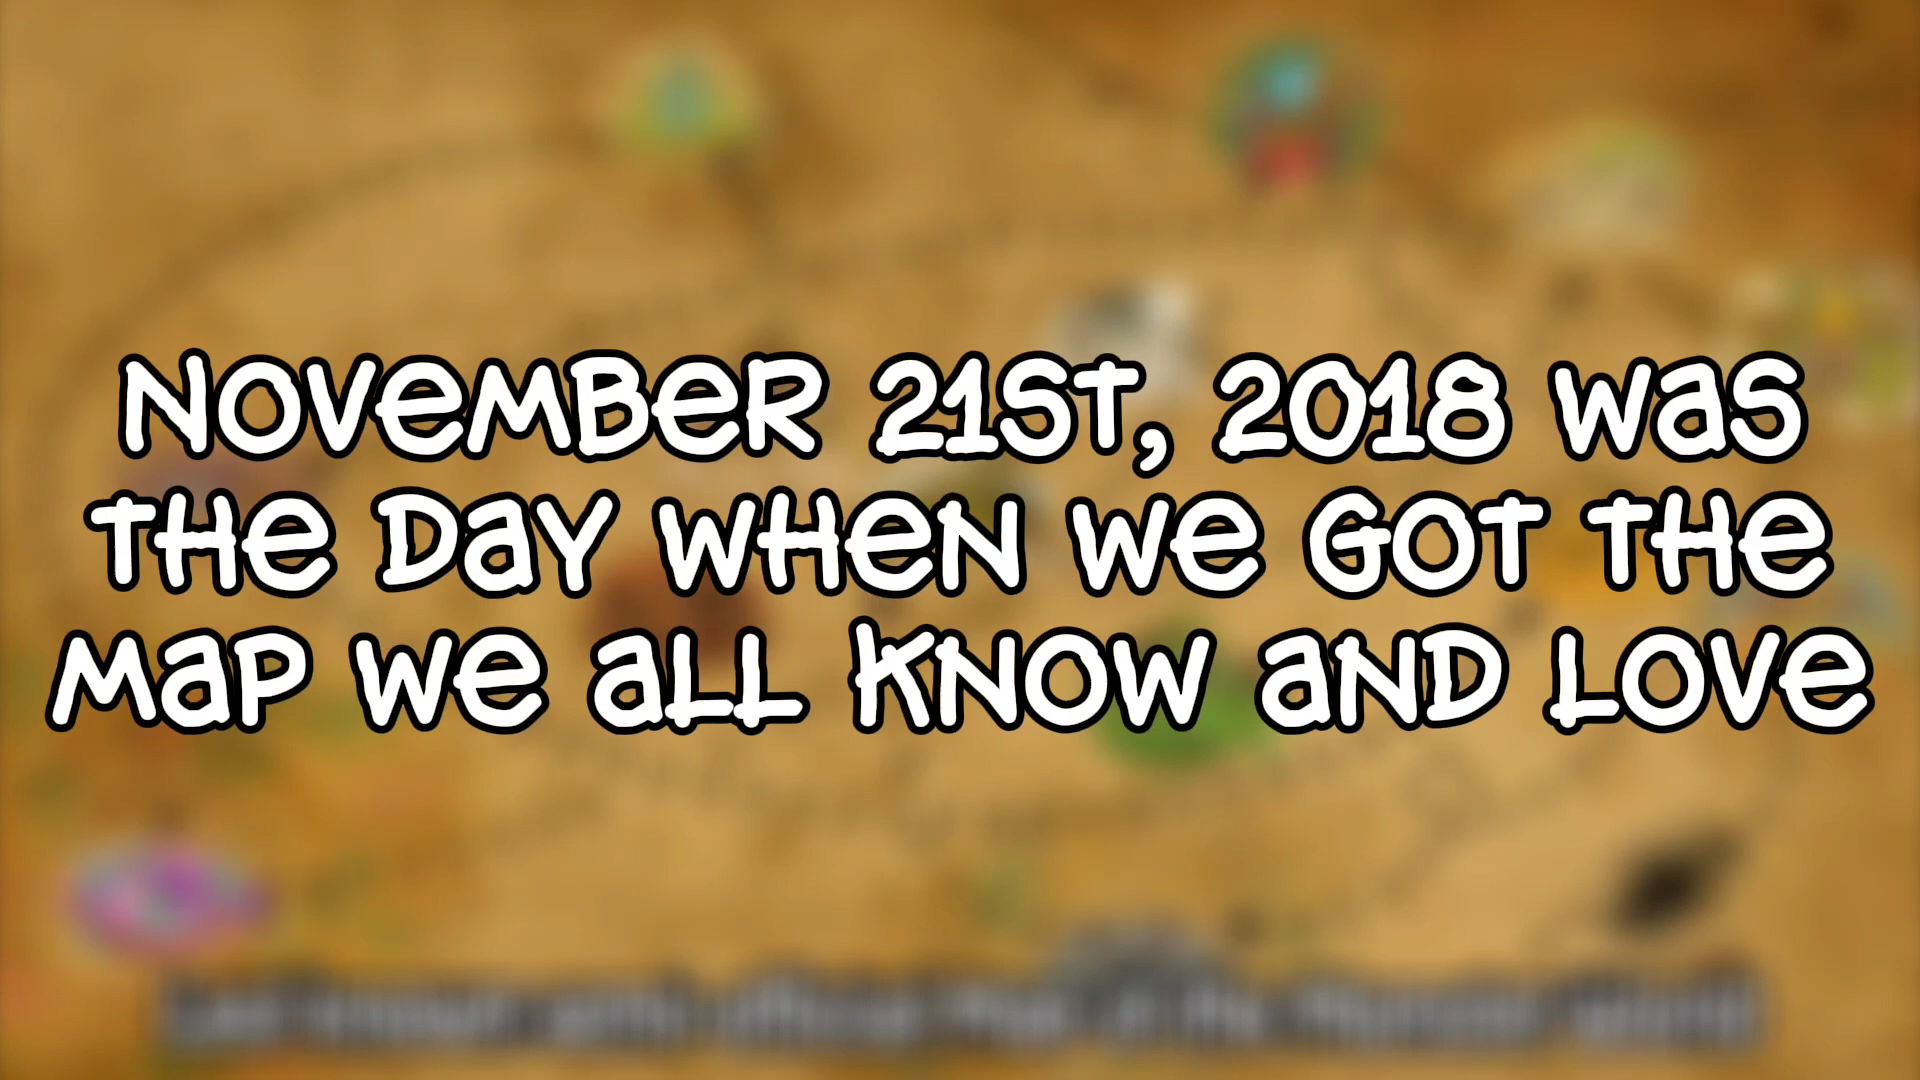 November 21st, 2018 was
the day when we got the
map we all know and love